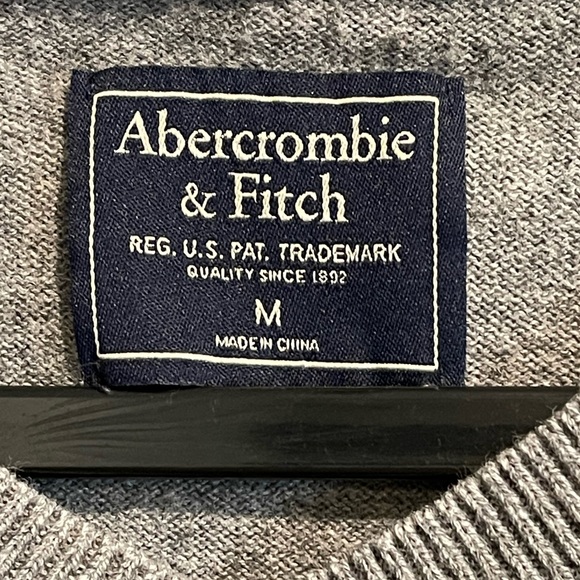 Abercrombie
& Fitch
REG. U.S. PAT. TRADEMARK
QUALITY SINCE 1892
M
MADE IN CHINA